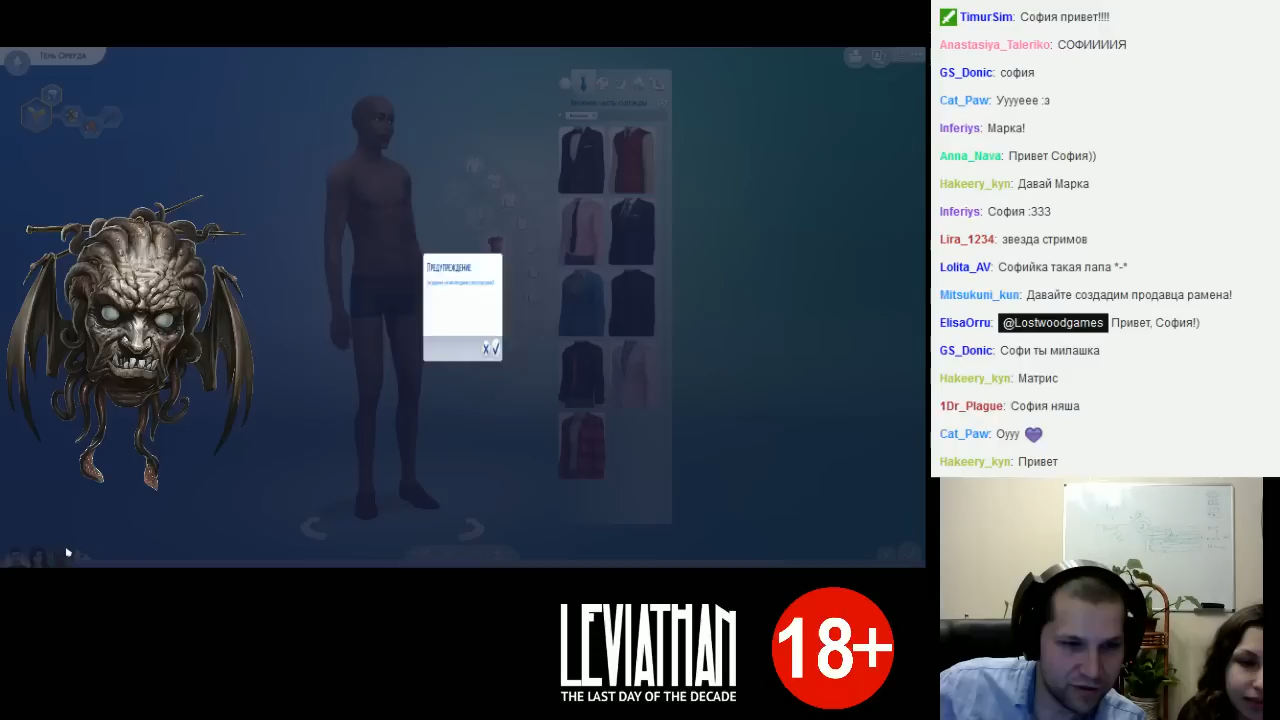 Тень Омегда
Предупреждение
TimurSim: София привет!!!!
Anastasiya_Taleriko: СОФИИИИЯ
GS_Donic: софия
Cat_Paw: Ууууеее :з
Inferiys: Марка!
Anna_Nava: Привет София))
Hakeery_kyn: Давай Марка
Inferiys: София :333
Lira_1234: звезда стримов
Lolita_AV: Софийка такая лапа *-*
Mitsukuni_kun: Давайте создадим продавца рамена!
ElisaOrru: @Lostwoodgames Привет, София!)
GS_Donic: Софи ты милашка
Hakeery_kyn: Матрис
1Dr_Plague: София няша
Cat_Paw: Оууу
Hakeery_kyn: Привет
LEVIATHAN
THE LAST DAY OF THE DECADE
18+